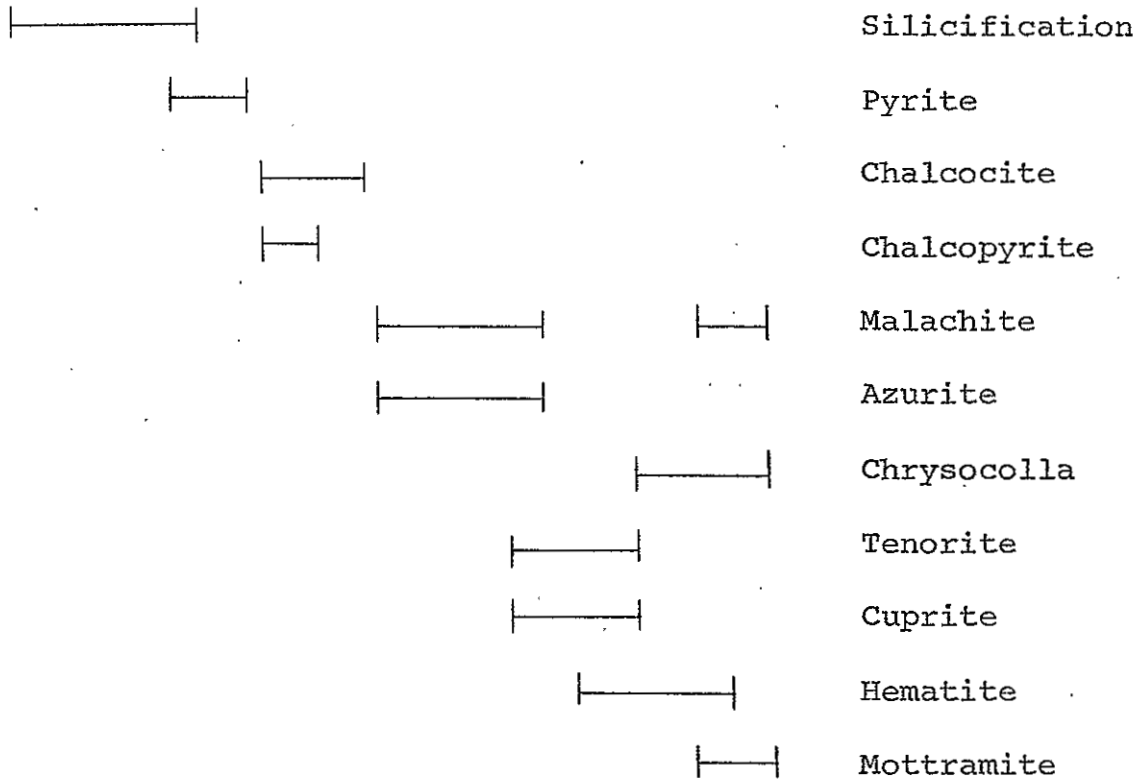 Silicification
Pyrite
Chalcocite
Chalcopyrite
Malachite
Azurite
Chrysocolla
Tenorite
Cuprite
Hematite
Mottramite